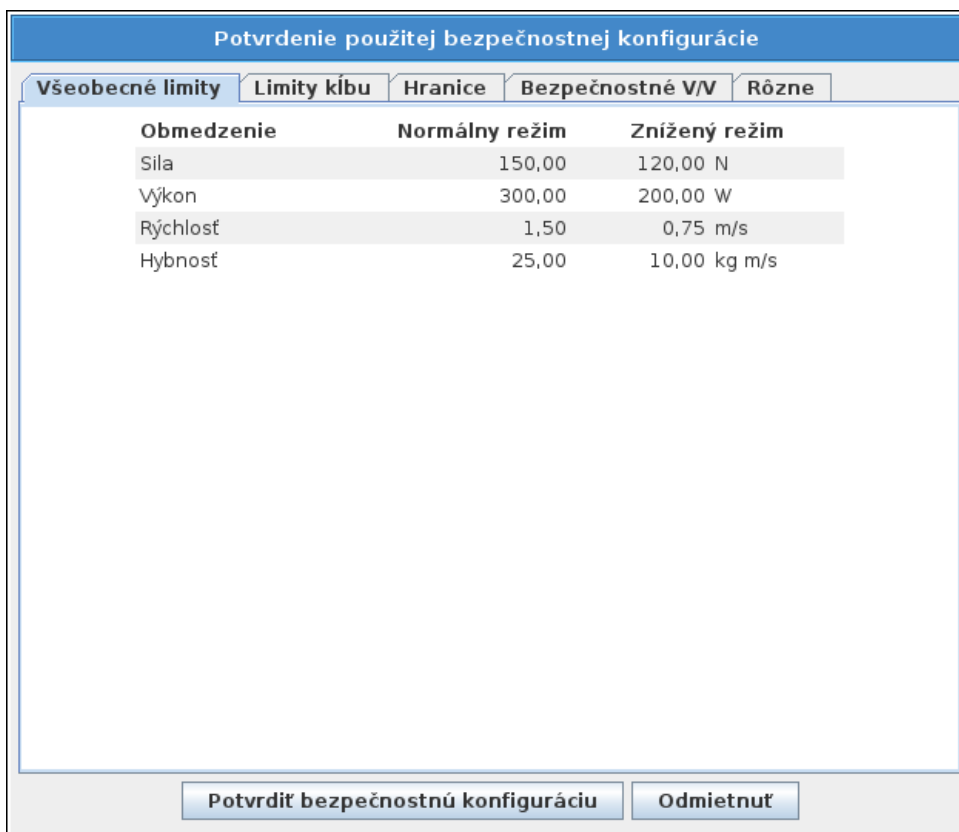 Potvrdenie použitej bezpečnostnej konfigurácie
Všeobecné limity Limity kĺbu Hranice Bezpečnostné V/V Rôzne
Obmedzenie Normálny režim Znížený režim
Sila 150,00 120,00 N
Výkon 300,00 200,00 W
Rýchlosť 1,50 0,75 m/s
Hybnosť 25,00 10,00 kg m/s
Potvrdiť bezpečnostnú konfiguráciu Odmietnuť